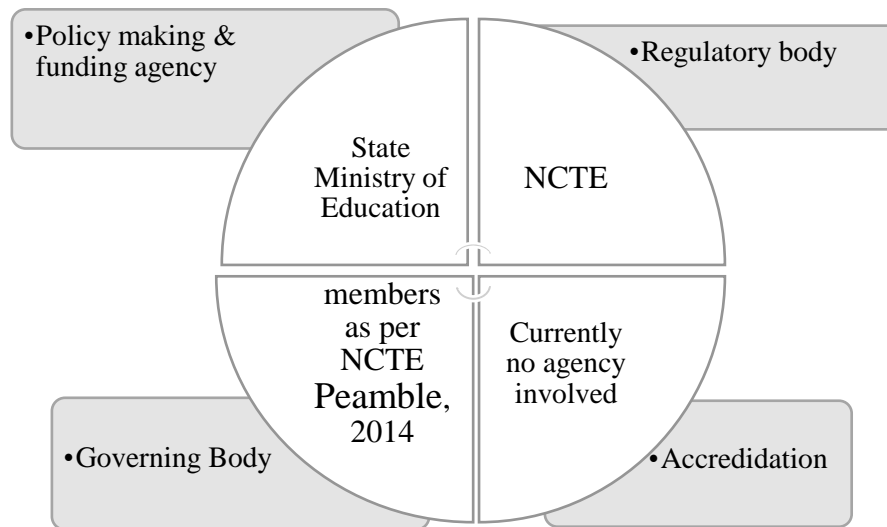 •Policy making &
funding agency
•Regulatory body
State
Ministry of
Education
NCTE
members
as per
NCTE
Peamble,
2014
Currently
no agency
involved
•Governing Body
•Accredidation